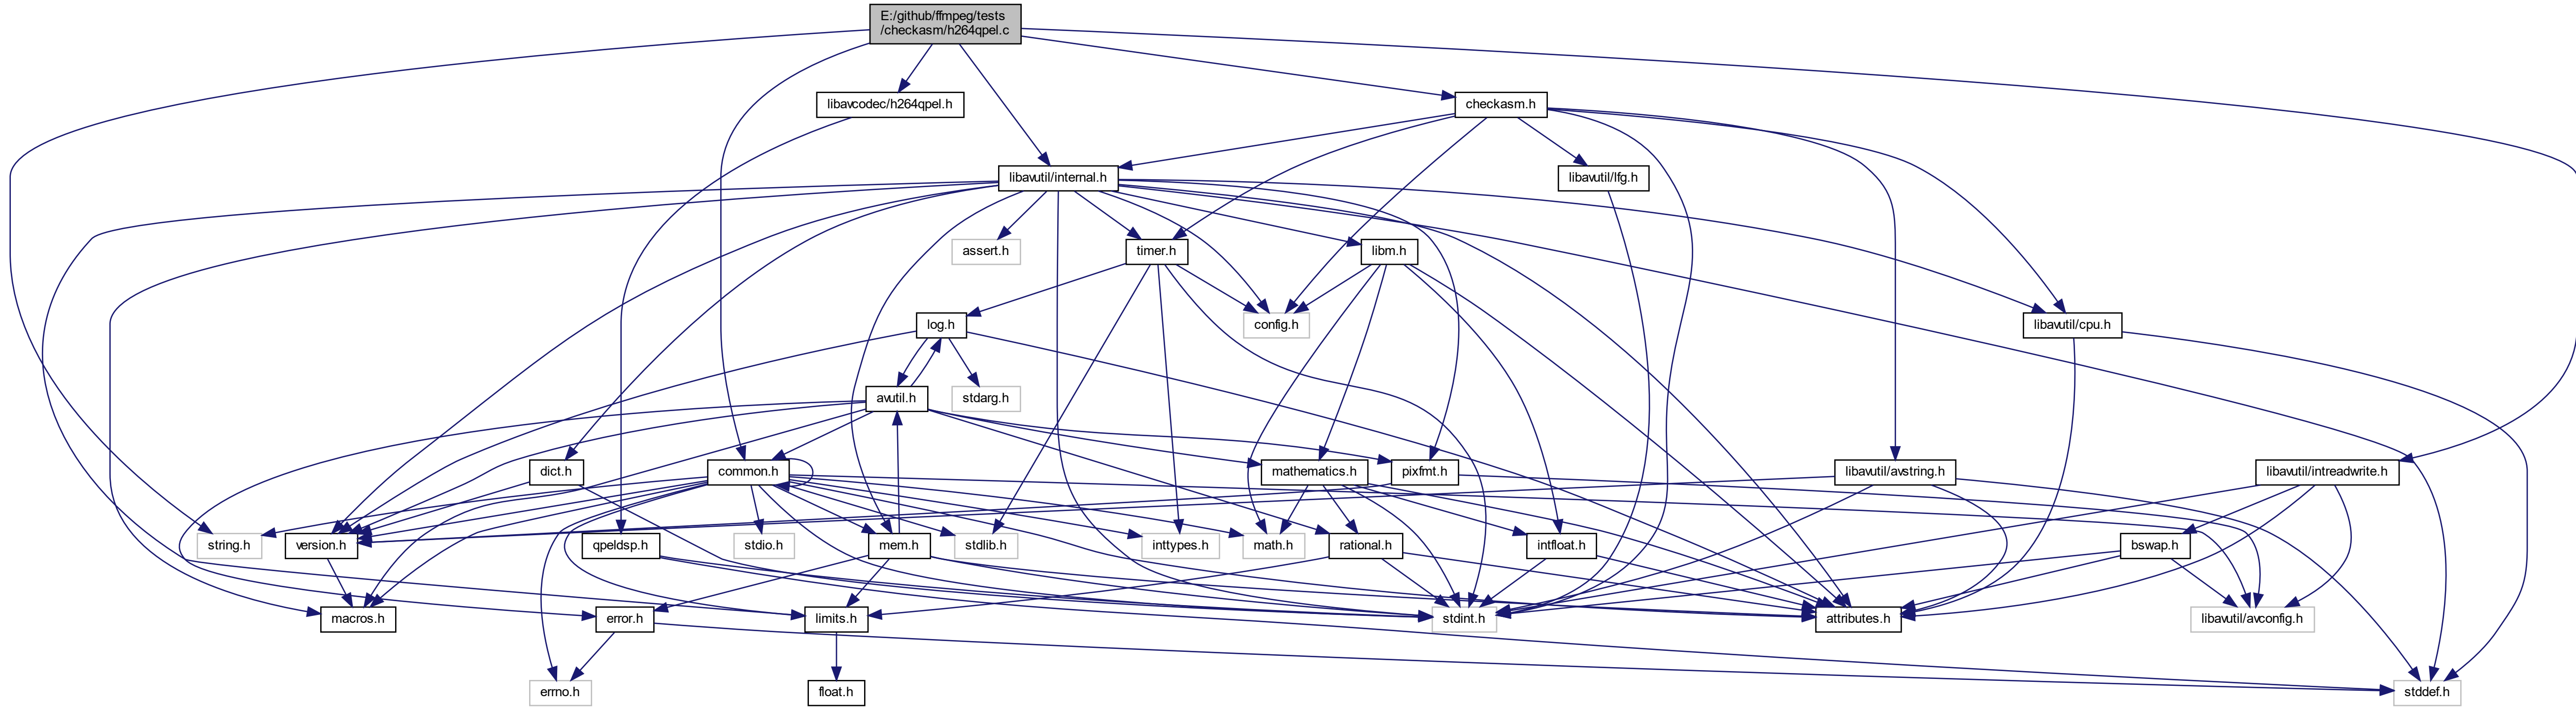 E:/github/ffmpeg/tests
/checkasm/h264qpel.c
libavcodec/h264qpel.h
checkasm.h
libavutil/internal.h
libavutil/lfg.h
assert.h
timer.h
libm.h
log.h
config.h
libavutil/cpu.h
avutil.h
stdarg.h
dict.h
common.h
mathematics.h
pixfmt.h
libavutil/avstring.h
libavutil/intreadwrite.h
string.h
version.h
qpeldsp.h
stdio.h
mem.h
stdlib.h
inttypes.h
math.h
rational.h
intfloat.h
bswap.h
macros.h
error.h
limits.h
stdint.h
attributes.h
libavutil/avconfig.h
errno.h
float.h
stddef.h